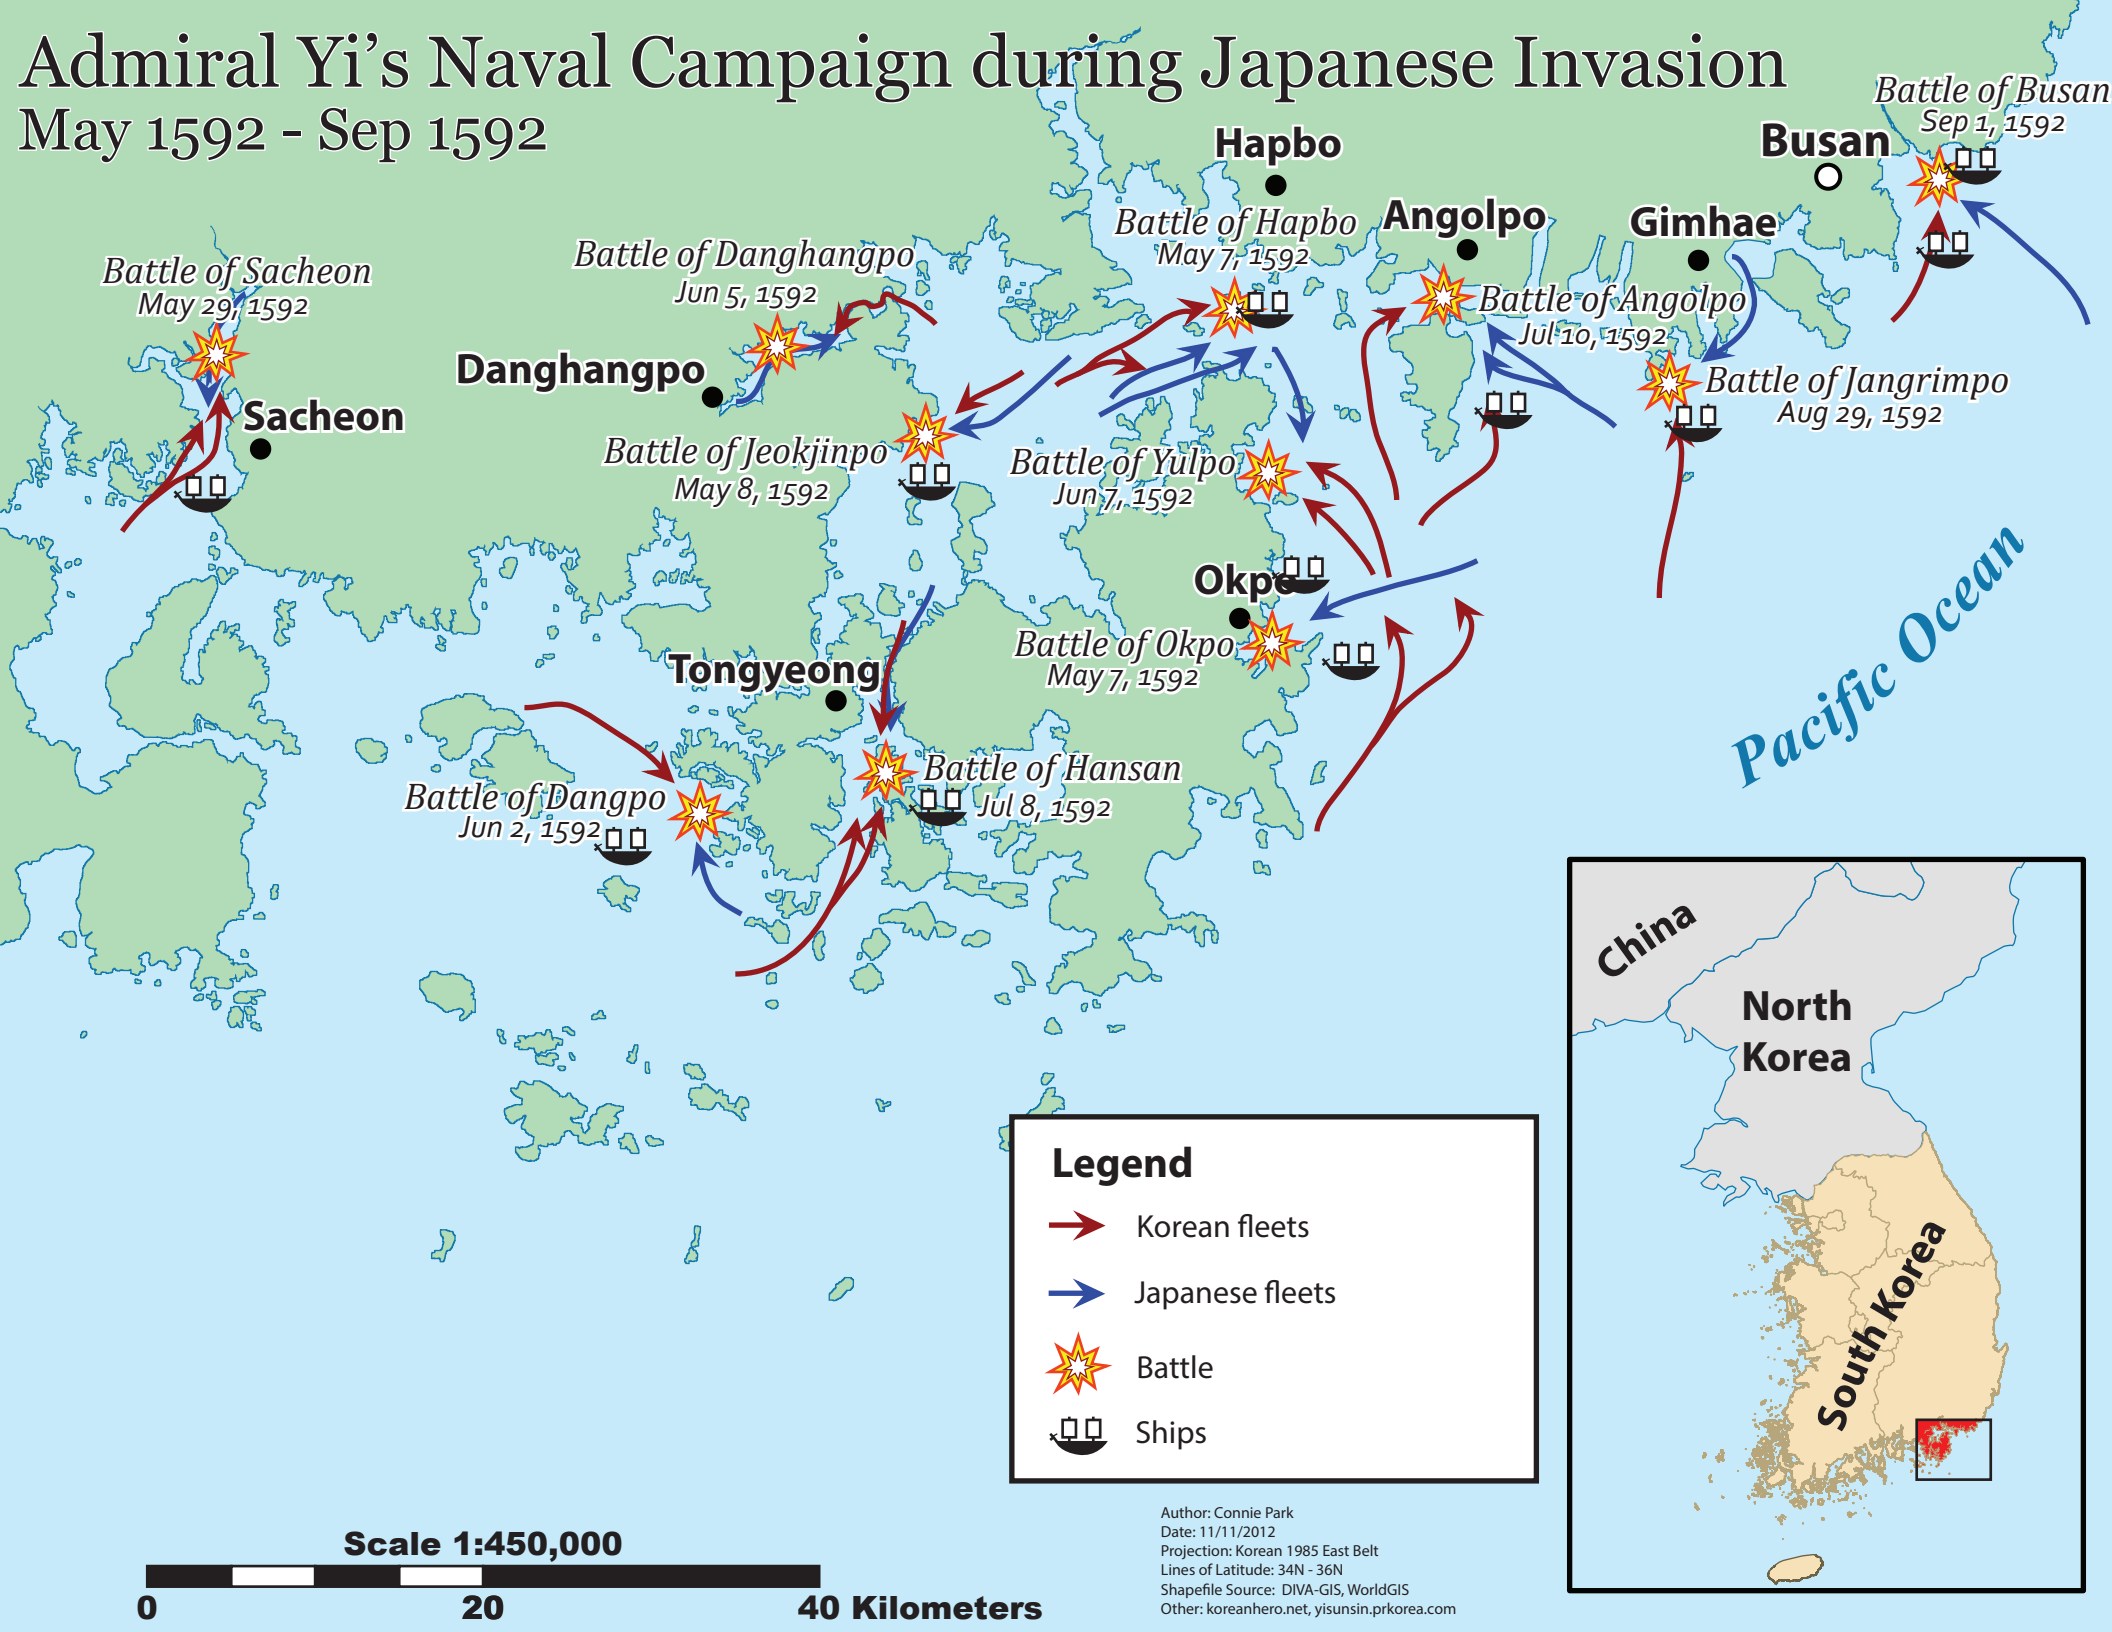 Admiral Yi's Naval Campaign during Japanese Invasion
May 1592 - Sep 1592
Battle of Busan
Sep 1, 1592
Busan
Hapbo
Battle of Hapbo
May 7, 1592
Angolpo
Gimhae
Battle of Sacheon
May 29, 1592
Battle of Danghangpo
Jun 5, 1592
Battle of Angolpo
Jul 10, 1592
Danghangpo
Battle of Jangrimpo
Aug 29, 1592
Sacheon
Battle of Jeokjinpo
May 8, 1592
Battle of Yulpo
Jun 7, 1592
Okpo
Battle of Okpo
May 7, 1592
Pacific Ocean
Tongyeong
Battle of Hansan
Jul 8, 1592
Battle of Dangpo
Jun 2, 1592
China
North
Korea
South Korea
Legend
Korean fleets
Japanese fleets
Battle
Ships
Scale 1:450,000
0 20 40 Kilometers
Author: Connie Park
Date: 11/11/2012
Projection: Korean 1985 East Belt
Lines of Latitude: 34N - 36N
Shapefile Source: DIVA-GIS, WorldGIS
Other: koreanhero.net, yisunsin.prkorea.com